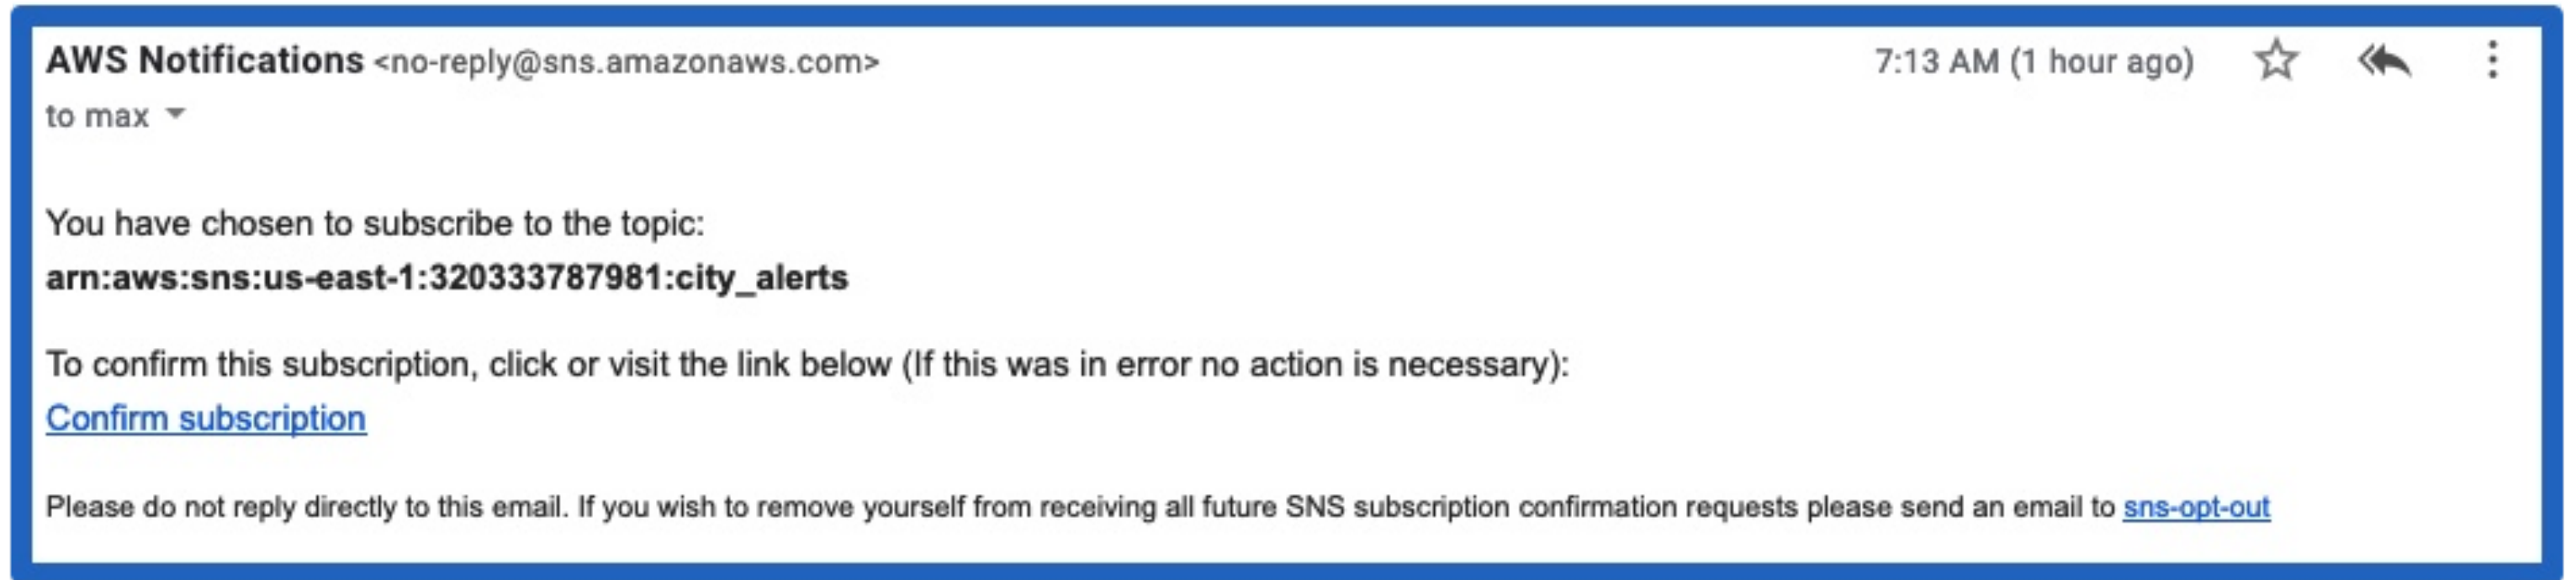 AWS Notifications <no-reply@sns.amazonaws.com> 7:13 AM (1 hour ago)
to max
You have chosen to subscribe to the topic:
arn:aws:sns:us-east-1:320333787981:city_alerts
To confirm this subscription, click or visit the link below (If this was in error no action is necessary):
Confirm subscription
Please do not reply directly to this email. If you wish to remove yourself from receiving all future SNS subscription confirmation requests please send an email to sns-opt-out